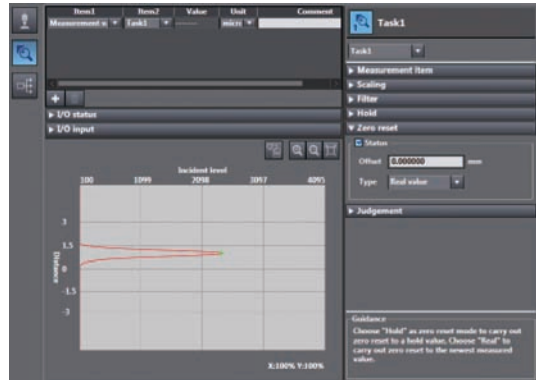 Item1 Item2 Value Unit Comment
Measurement v Task1 ------ micro
I/O status
I/O input
Incident level
100 1099 2098 3097 4095
3
1.5
0
-1.5
-3
Distance
X:100% Y:100%
Task1
Task1
Measurement item
Scaling
Filter
Hold
Zero reset
Status
Offset 0.000000 mm
Type Real value
Judgement
Guidance
Choose "Hold" as zero reset mode to carry out
zero reset to a hold value. Choose "Real" to
carry out zero reset to the newest measured
value.